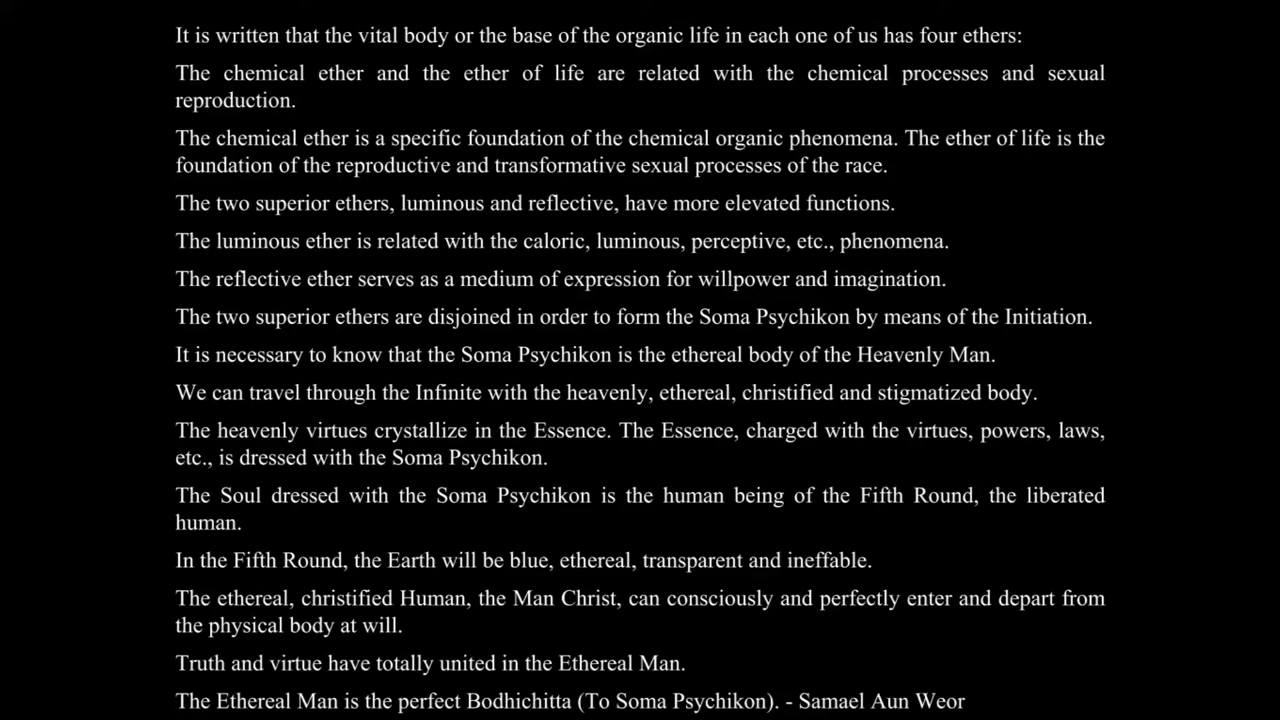 It is written that the vital body or the base of the organic life in each one of us has four ethers:
The chemical ether and the ether of life are related with the chemical processes and sexual
reproduction.
The chemical ether is a specific foundation of the chemical organic phenomena. The ether of life is the
foundation of the reproductive and transformative sexual processes of the race.
The two superior ethers, luminous and reflective, have more elevated functions.
The luminous ether is related with the caloric, luminous, perceptive, etc., phenomena.
The reflective ether serves as a medium of expression for willpower and imagination.
The two superior ethers are disjoined in order to form the Soma Psychikon by means of the Initiation.
It is necessary to know that the Soma Psychikon is the ethereal body of the Heavenly Man.
We can travel through the Infinite with the heavenly, ethereal, christified and stigmatized body.
The heavenly virtues crystallize in the Essence. The Essence, charged with the virtues, powers, laws,
etc., is dressed with the Soma Psychikon.
The Soul dressed with the Soma Psychikon is the human being of the Fifth Round, the liberated
human.
In the Fifth Round, the Earth will be blue, ethereal, transparent and ineffable.
The ethereal, christified Human, the Man Christ, can consciously and perfectly enter and depart from
the physical body at will.
Truth and virtue have totally united in the Ethereal Man.
The Ethereal Man is the perfect Bodhichitta (To Soma Psychikon). - Samael Aun Weor